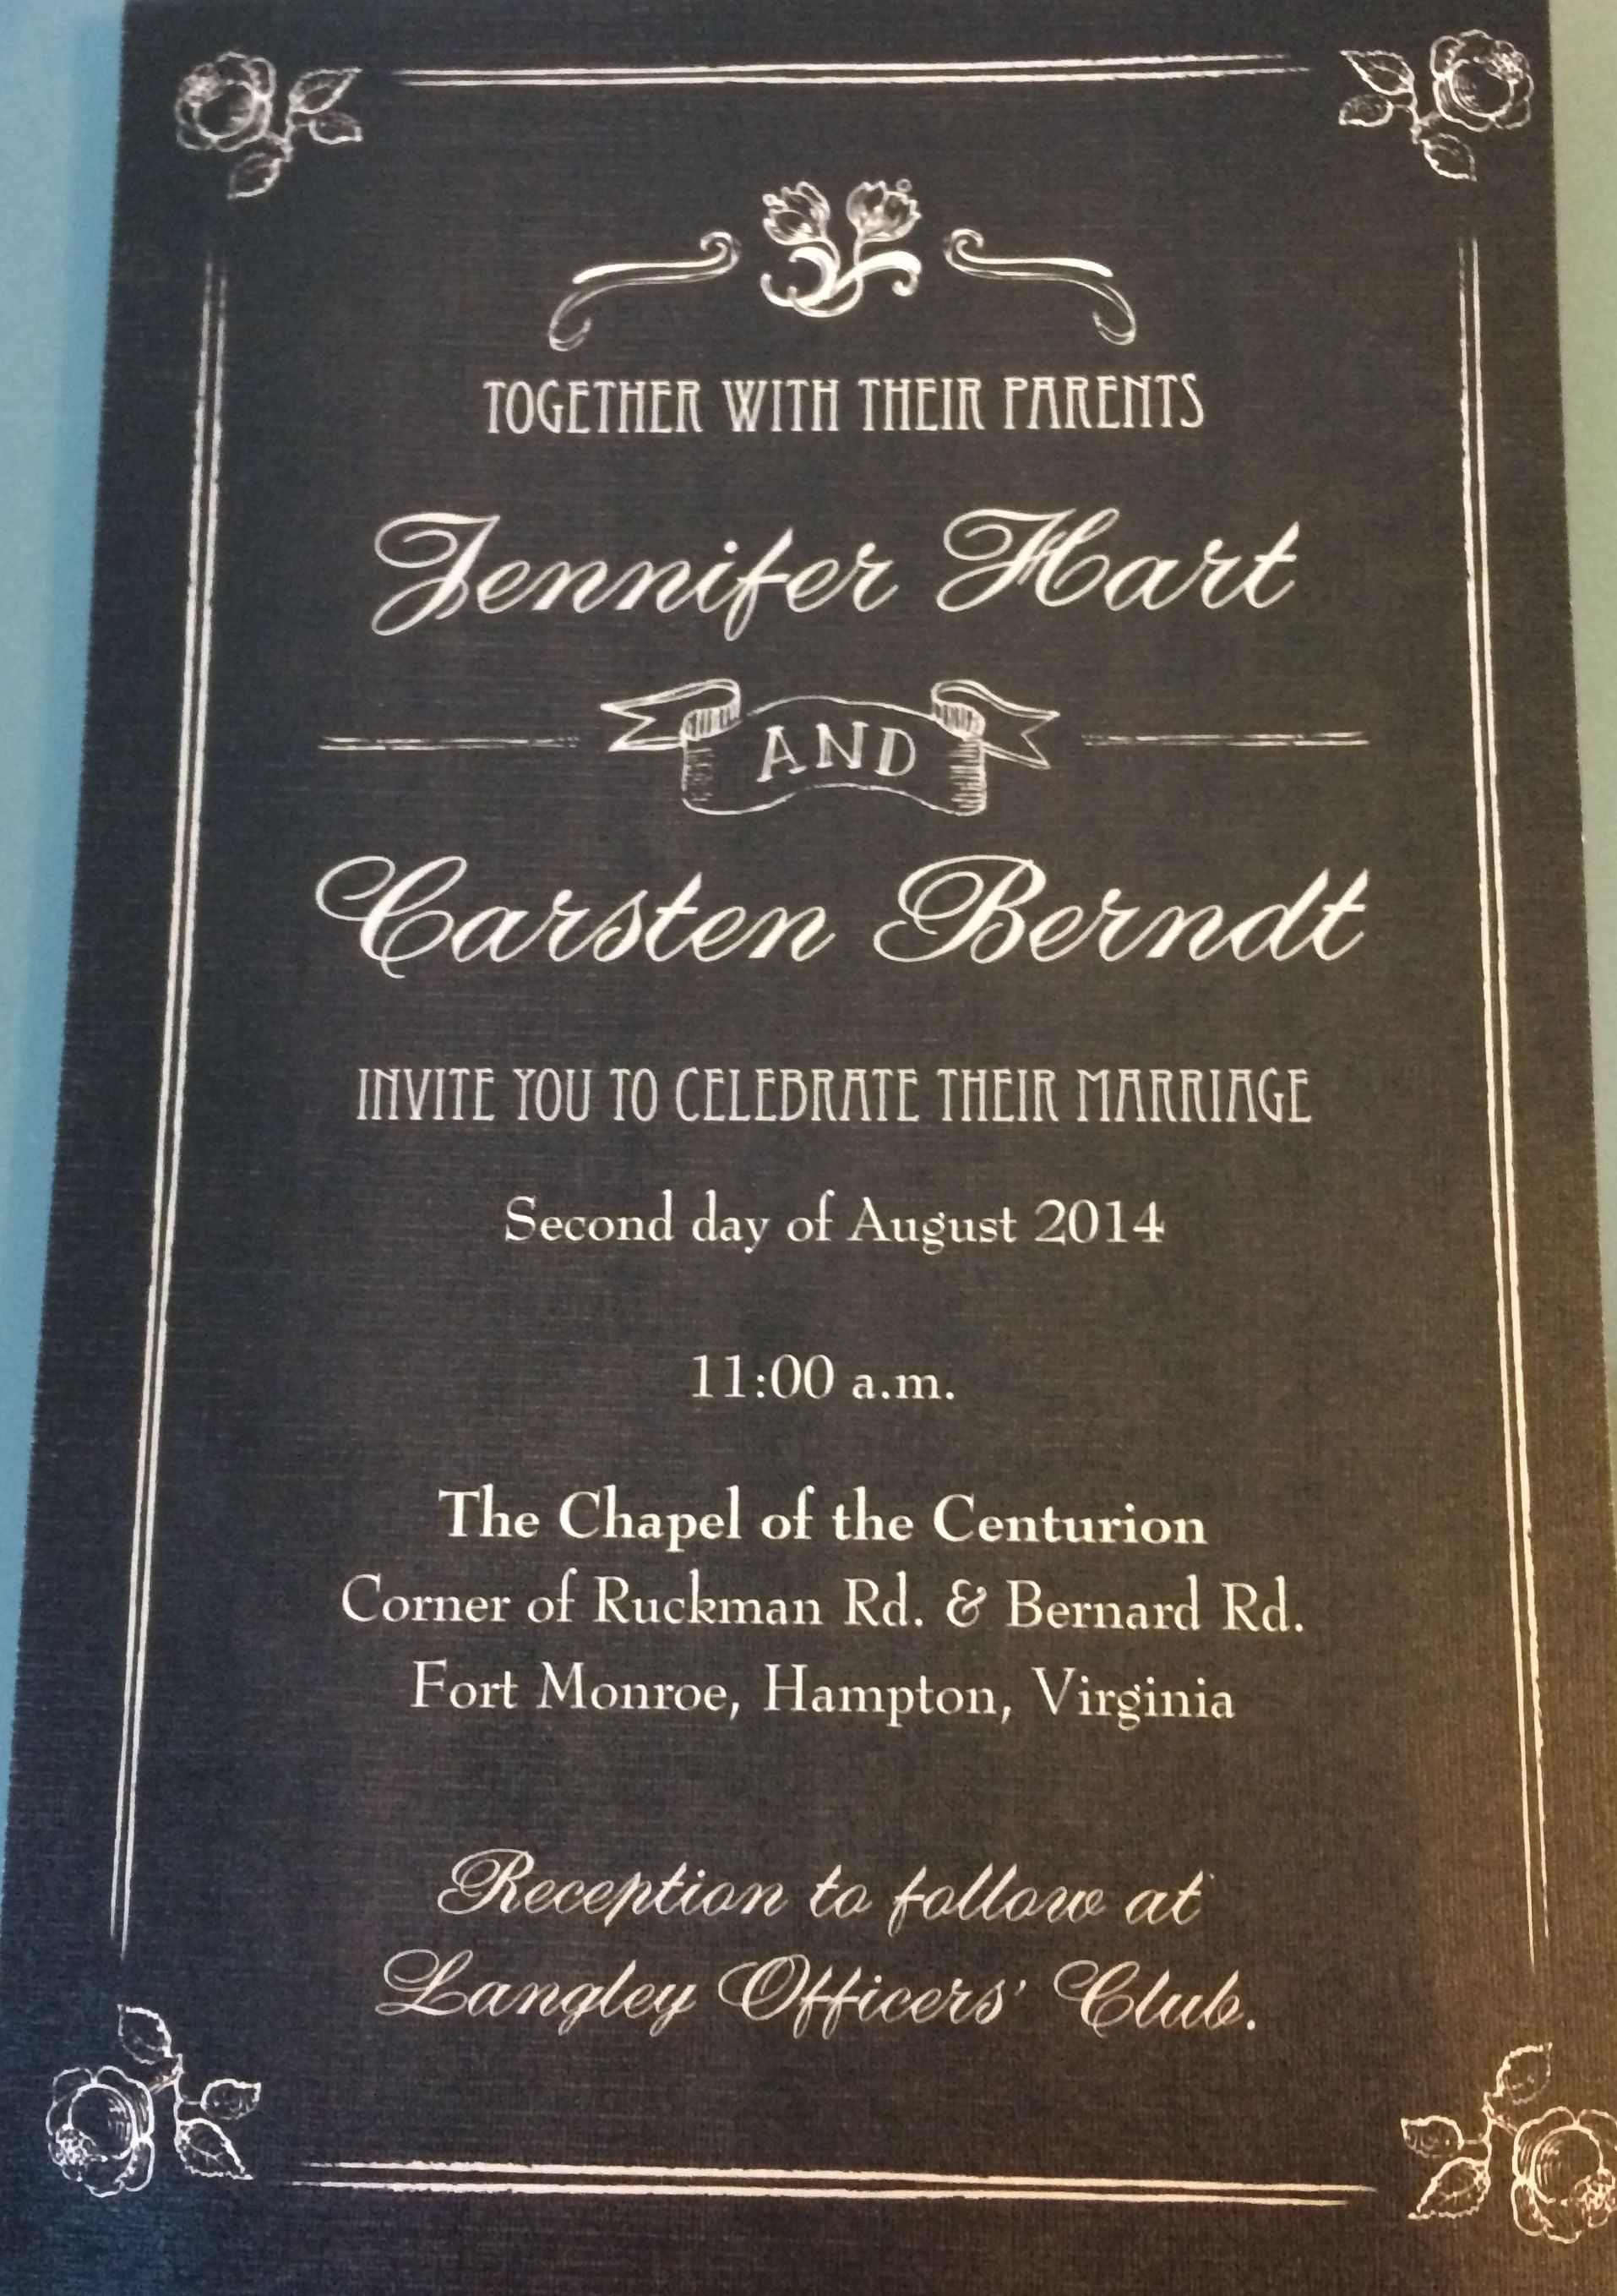 TOGETHER WITH THEIR PARENTS
Jennifer Hart
AND
Carsten Berndt
INVITE YOU TO CELEBRATE THEIR MARRIAGE
Second day of August 2014
11:00 a.m.
The Chapel of the Centurion
Corner of Ruckman Rd. & Bernard Rd.
Fort Monroe, Hampton, Virginia
Reception to follow at
Langley Officers' Club.